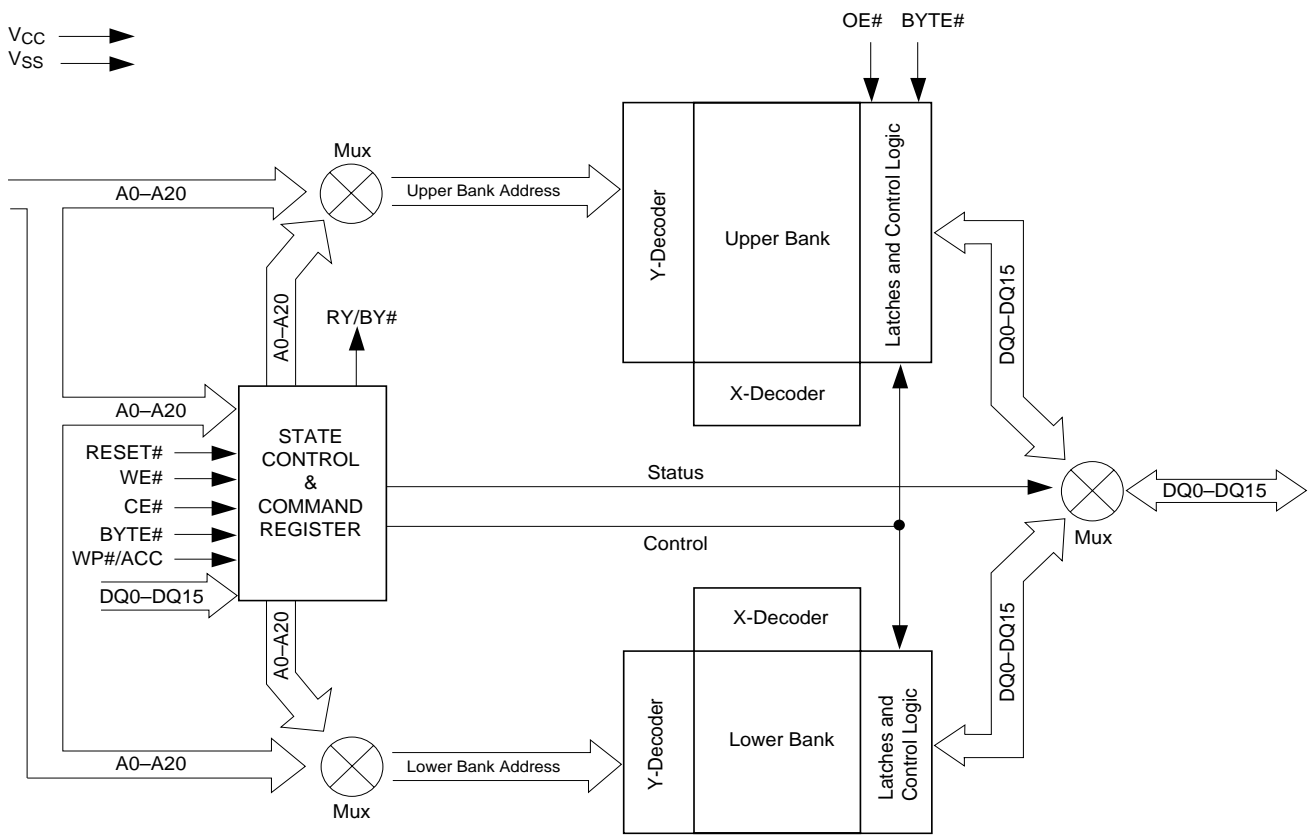 VCC
VSS
OE# BYTE#
Mux
A0–A20
Upper Bank Address
Y-Decoder
Upper Bank
Latches and Control Logic
X-Decoder
A0–A20
RY/BY#
DQ0–DQ15
A0–A20
RESET#
WE#
CE#
BYTE#
WP#/ACC
DQ0–DQ15
STATE
CONTROL
&
COMMAND
REGISTER
Status
Control
DQ0–DQ15
Mux
A0–A20
X-Decoder
DQ0–DQ15
Y-Decoder
Lower Bank
Latches and
Control Logic
A0–A20
Lower Bank Address
Mux